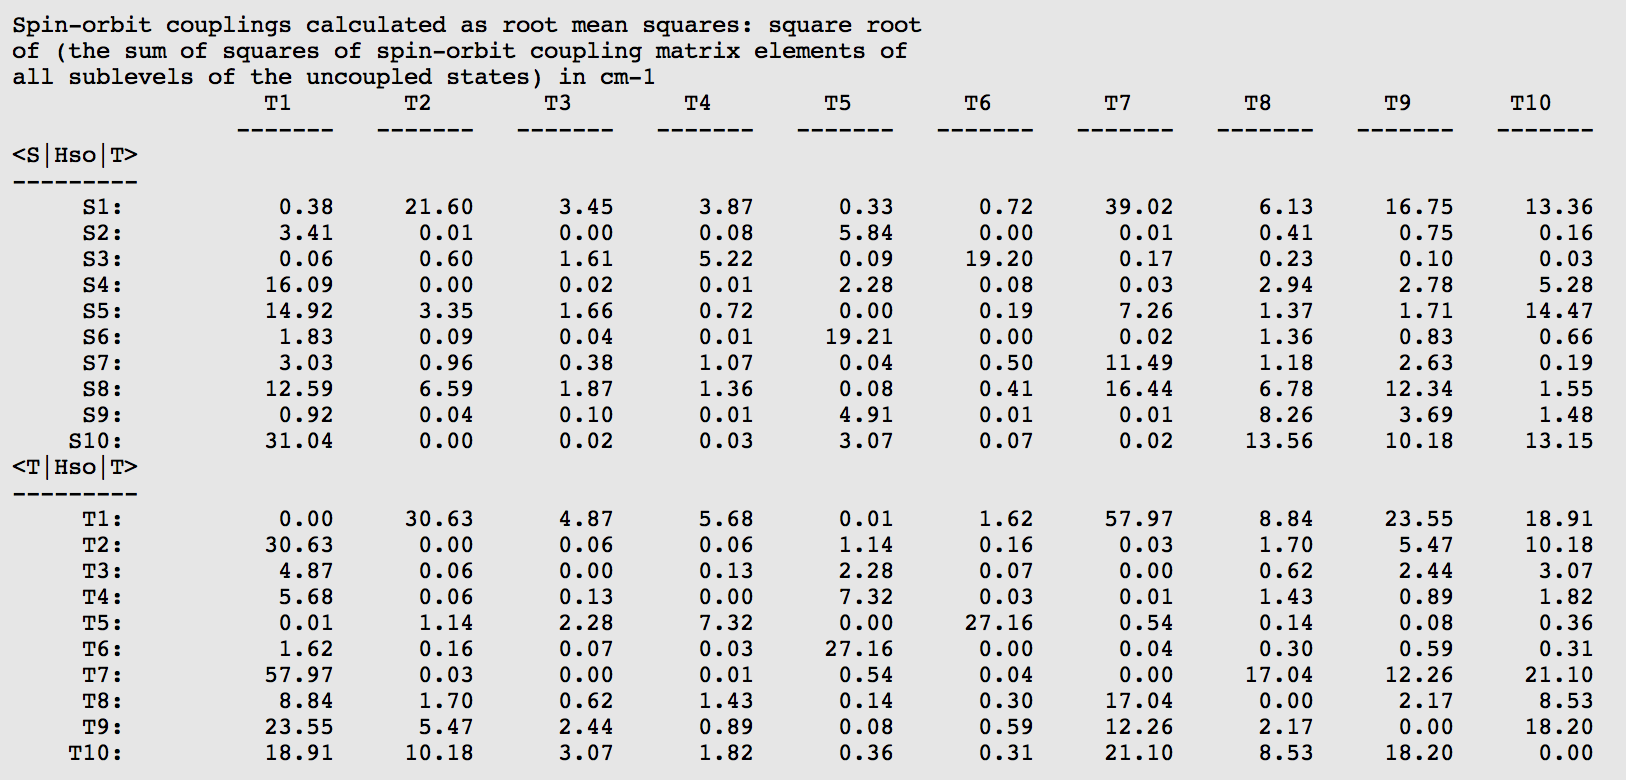 Spin-orbit couplings calculated as root mean squares: square root
of (the sum of squares of spin-orbit coupling matrix elements of
all sublevels of the uncoupled states) in cm-1
T1 T2 T3 T4 T5 T6 T7 T8 T9 T10
------- ------- ------- ------- ------- ------- ------- ------- ------- -------
<S|Hso|T>
---------
S1: 0.38 21.60 3.45 3.87 0.33 0.72 39.02 6.13 16.75 13.36
S2: 3.41 0.01 0.00 0.08 5.84 0.00 0.01 0.41 0.75 0.16
S3: 0.06 0.60 1.61 5.22 0.09 19.20 0.17 0.23 0.10 0.03
S4: 16.09 0.00 0.02 0.01 2.28 0.08 0.03 2.94 2.78 5.28
S5: 14.92 3.35 1.66 0.72 0.00 0.19 7.26 1.37 1.71 14.47
S6: 1.83 0.09 0.04 0.01 19.21 0.00 0.02 1.36 0.83 0.66
S7: 3.03 0.96 0.38 1.07 0.04 0.50 11.49 1.18 2.63 0.19
S8: 12.59 6.59 1.87 1.36 0.08 0.41 16.44 6.78 12.34 1.55
S9: 0.92 0.04 0.10 0.01 4.91 0.01 0.01 8.26 3.69 1.48
S10: 31.04 0.00 0.02 0.03 3.07 0.07 0.02 13.56 10.18 13.15
<T|Hso|T>
---------
T1: 0.00 30.63 4.87 5.68 0.01 1.62 57.97 8.84 23.55 18.91
T2: 30.63 0.00 0.06 0.06 1.14 0.16 0.03 1.70 5.47 10.18
T3: 4.87 0.06 0.00 0.13 2.28 0.07 0.00 0.62 2.44 3.07
T4: 5.68 0.06 0.13 0.00 7.32 0.03 0.01 1.43 0.89 1.82
T5: 0.01 1.14 2.28 7.32 0.00 27.16 0.54 0.14 0.08 0.36
T6: 1.62 0.16 0.07 0.03 27.16 0.00 0.04 0.30 0.59 0.31
T7: 57.97 0.03 0.00 0.01 0.54 0.04 0.00 17.04 12.26 21.10
T8: 8.84 1.70 0.62 1.43 0.14 0.30 17.04 0.00 2.17 8.53
T9: 23.55 5.47 2.44 0.89 0.08 0.59 12.26 2.17 0.00 18.20
T10: 18.91 10.18 3.07 1.82 0.36 0.31 21.10 8.53 18.20 0.00